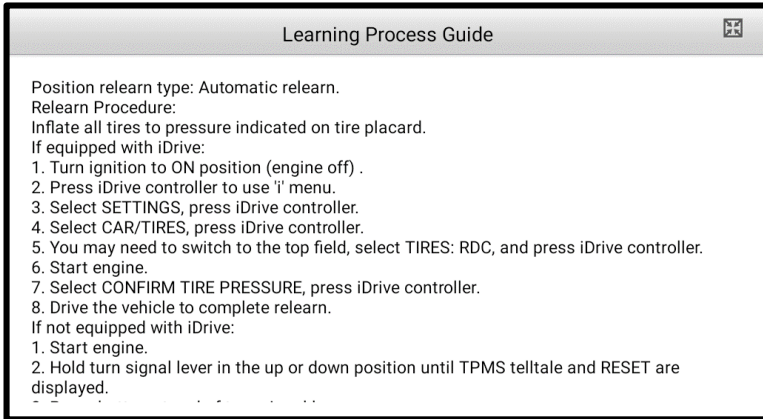 Learning Process Guide
Position relearn type: Automatic relearn.
Relearn Procedure:
Inflate all tires to pressure indicated on tire placard.
If equipped with iDrive:
1. Turn ignition to ON position (engine off) .
2. Press iDrive controller to use 'i' menu.
3. Select SETTINGS, press iDrive controller.
4. Select CAR/TIRES, press iDrive controller.
5. You may need to switch to the top field, select TIRES: RDC, and press iDrive controller.
6. Start engine.
7. Select CONFIRM TIRE PRESSURE, press iDrive controller.
8. Drive the vehicle to complete relearn.
If not equipped with iDrive:
1. Start engine.
2. Hold turn signal lever in the up or down position until TPMS telltale and RESET are
displayed.